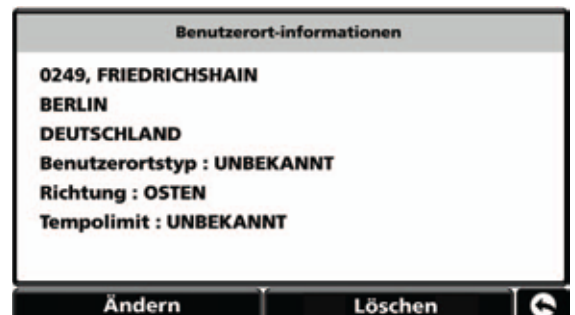 Benutzerort-informationen
0249, FRIEDRICHSHAIN
BERLIN
DEUTSCHLAND
Benutzerortstyp : UNBEKANNT
Richtung : OSTEN
Tempolimit : UNBEKANNT
Ändern
Löschen